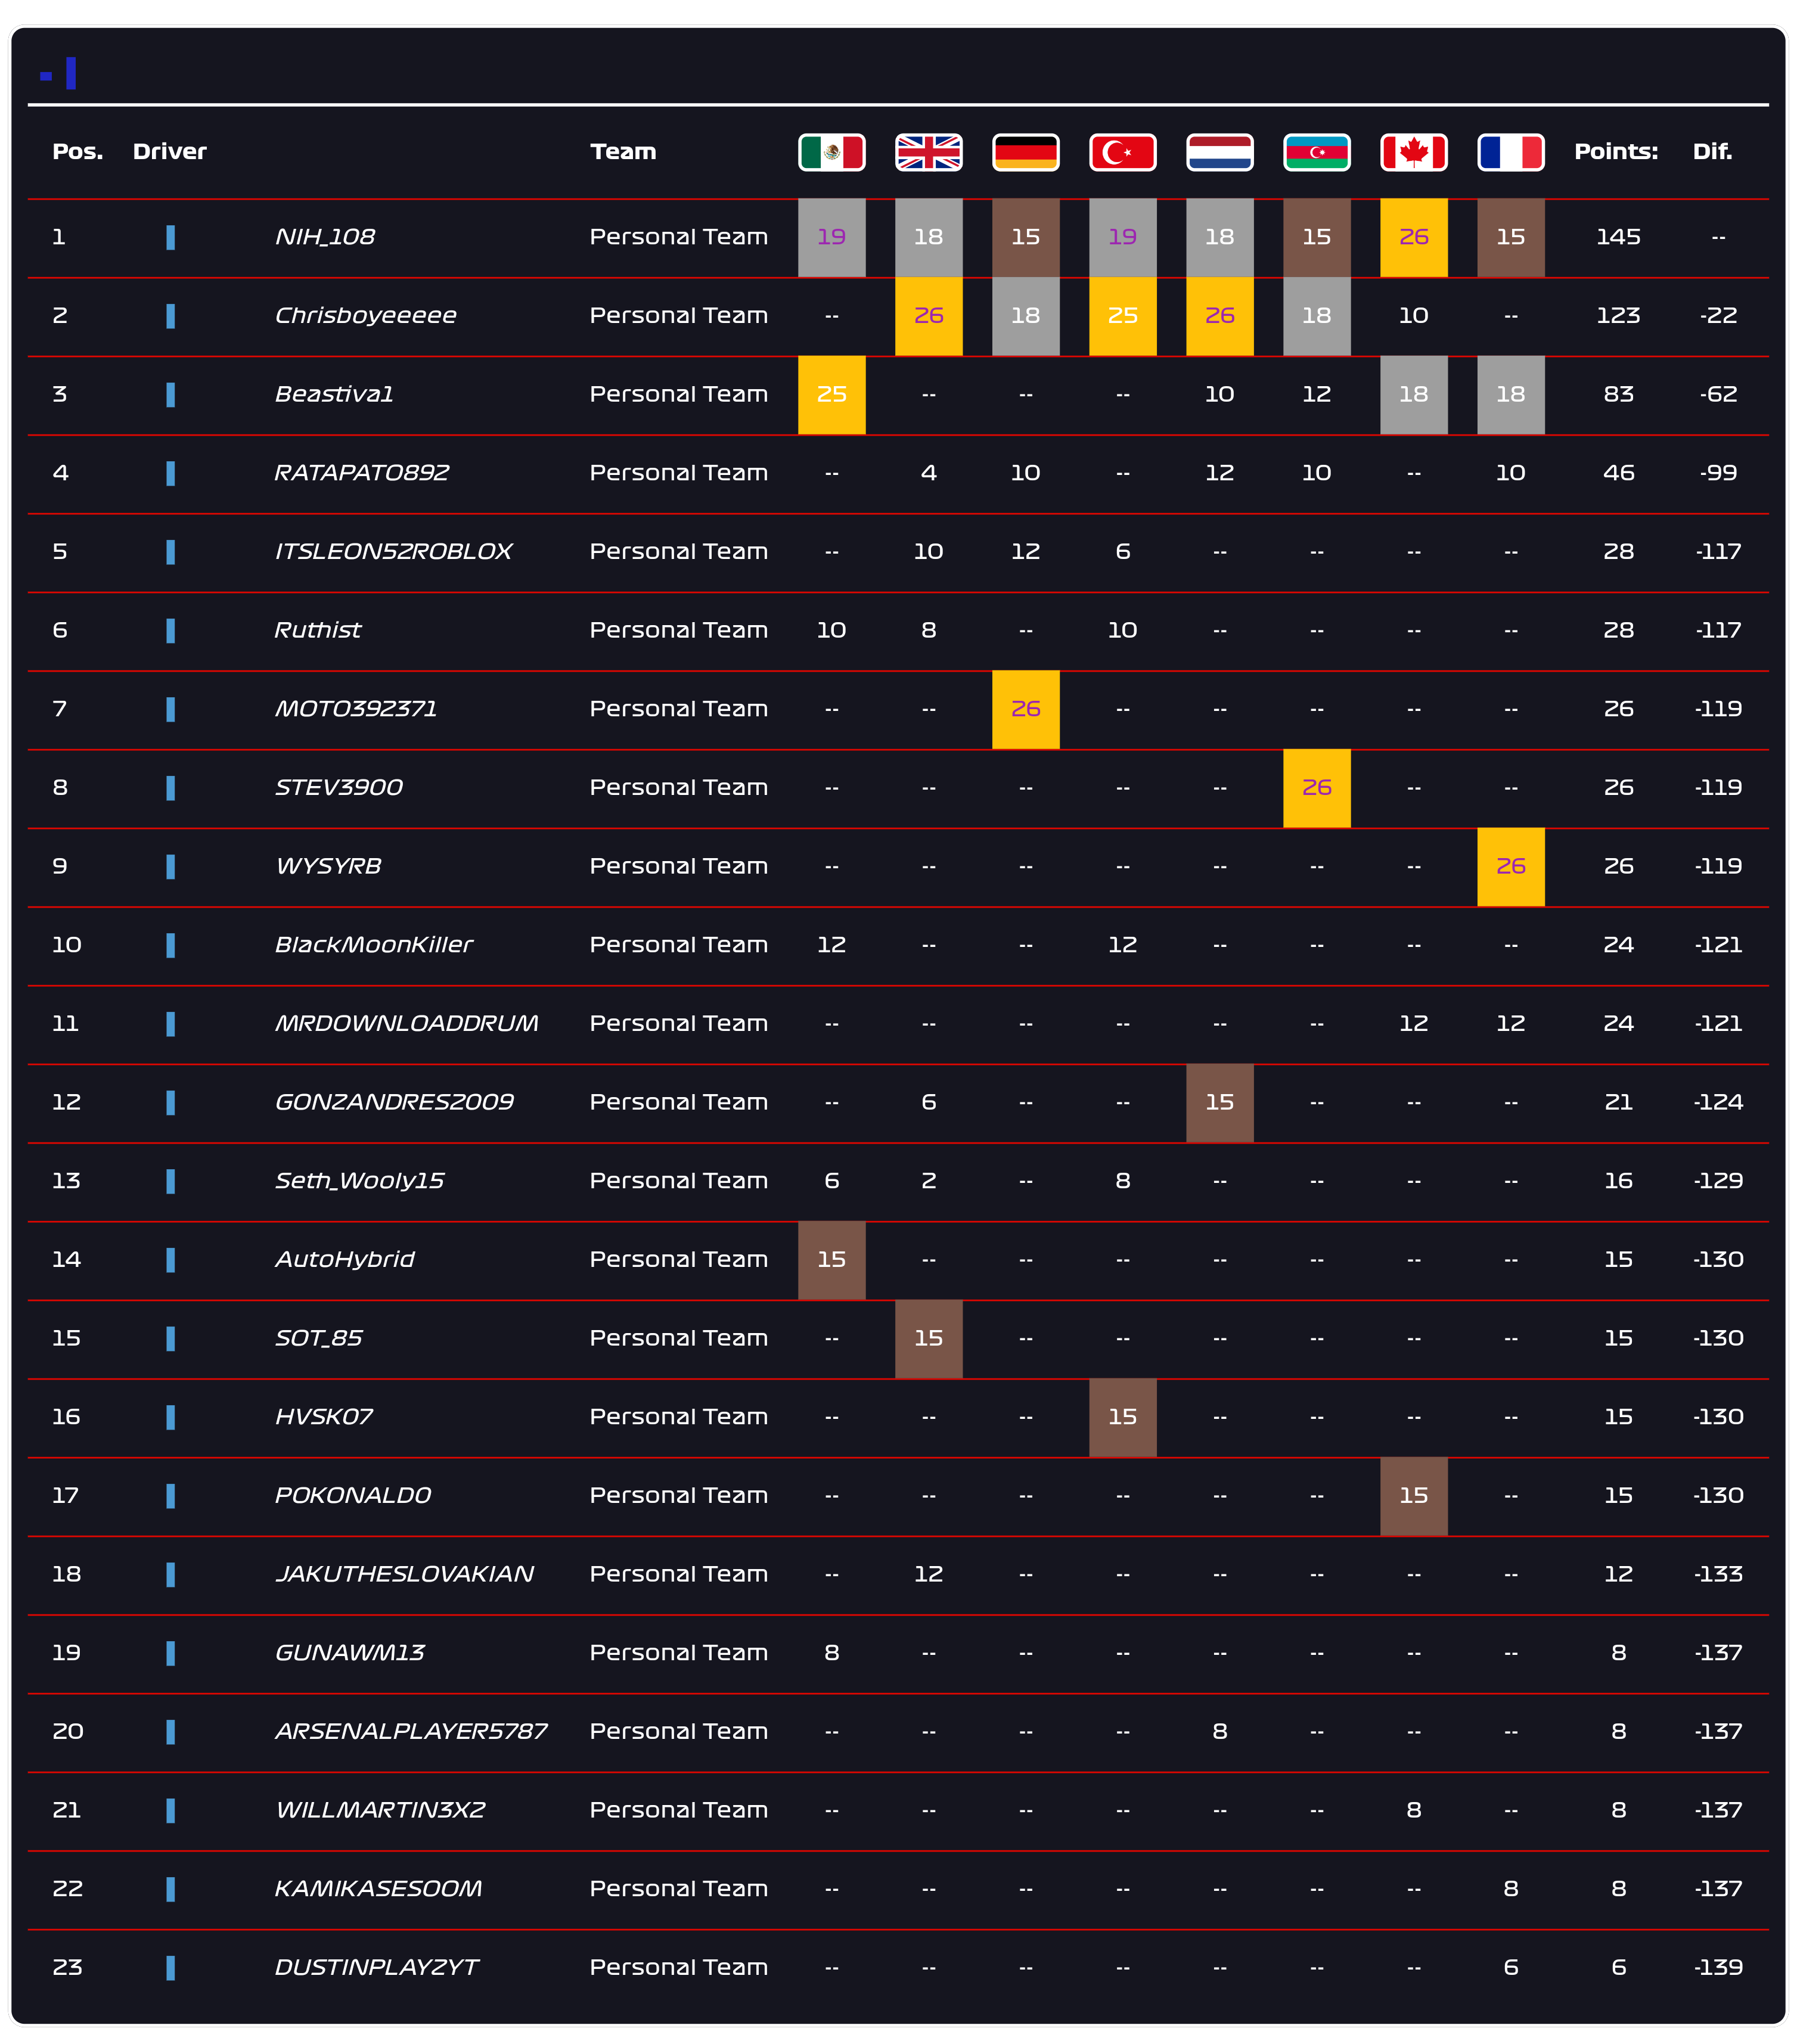 Pos. Driver Team Points: Dif.
1 NIH_108 Personal Team 19 18 15 19 18 15 26 15 145 --
2 Chrisboyeeeee Personal Team -- 26 18 25 26 18 10 -- 123 -22
3 Beastiva1 Personal Team 25 -- -- -- 10 12 18 18 83 -62
4 RATAPATO892 Personal Team -- 4 10 -- 12 10 -- 10 46 -99
5 ITSLEON52ROBLOX Personal Team -- 10 12 6 -- -- -- -- 28 -117
6 Ruthist Personal Team 10 8 -- 10 -- -- -- -- 28 -117
7 MOTO392371 Personal Team -- -- 26 -- -- -- -- -- 26 -119
8 STEV3900 Personal Team -- -- -- -- -- 26 -- -- 26 -119
9 WYSYRB Personal Team -- -- -- -- -- -- -- 26 26 -119
10 BlackMoonKiller Personal Team 12 -- -- 12 -- -- -- -- 24 -121
11 MRDOWNLOADDRUM Personal Team -- -- -- -- -- -- 12 12 24 -121
12 GONZANDRES2009 Personal Team -- 6 -- -- 15 -- -- -- 21 -124
13 Seth_Wooly15 Personal Team 6 2 -- 8 -- -- -- -- 16 -129
14 AutoHybrid Personal Team 15 -- -- -- -- -- -- -- 15 -130
15 SOT_85 Personal Team -- 15 -- -- -- -- -- -- 15 -130
16 HVSK07 Personal Team -- -- -- 15 -- -- -- -- 15 -130
17 POKONALDO Personal Team -- -- -- -- -- -- 15 -- 15 -130
18 JAKUTHESLOVAKIAN Personal Team -- 12 -- -- -- -- -- -- 12 -133
19 GUNAWM13 Personal Team 8 -- -- -- -- -- -- -- 8 -137
20 ARSENALPLAYER5787 Personal Team -- -- -- -- 8 -- -- -- 8 -137
21 WILLMARTIN3X2 Personal Team -- -- -- -- -- -- 8 -- 8 -137
22 KAMIKASESOOM Personal Team -- -- -- -- -- -- -- 8 8 -137
23 DUSTINPLAYZYT Personal Team -- -- -- -- -- -- -- 6 6 -139